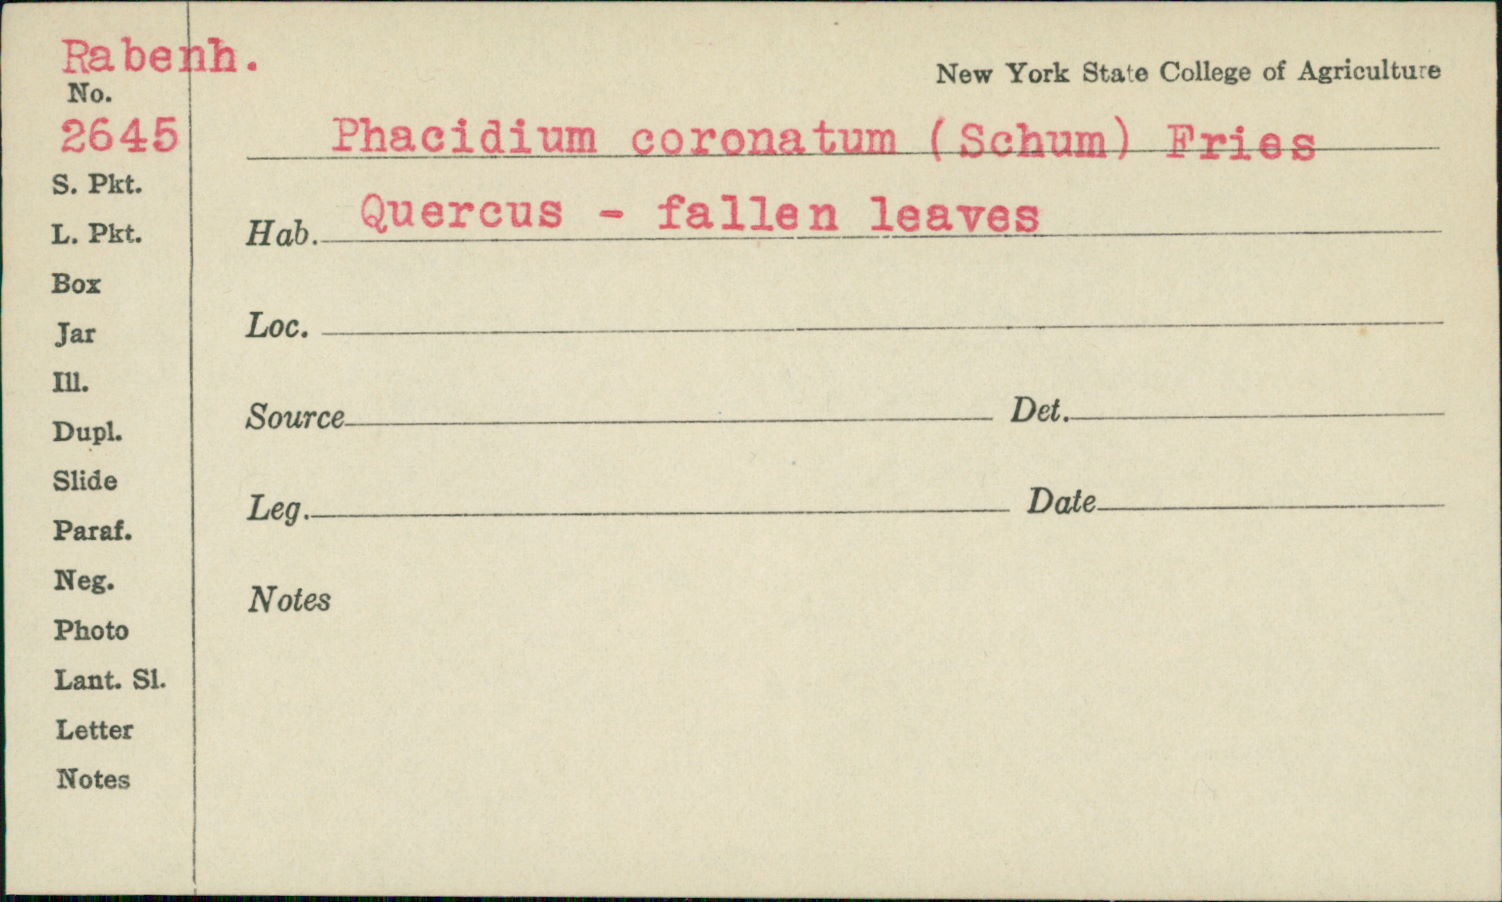 Rabenh.
No.
2645
S. Pkt.
L. Pkt.
Box
Jar
Ill.
Dupl.
Slide
Paraf.
Neg.
Photo
Lant. Sl.
Letter
Notes
New York State College of Agriculture
Phacidium coronatum (Schum) Fries
Hab. Quercus - fallen leaves
Loc.
Source Det.
Leg. Date
Notes